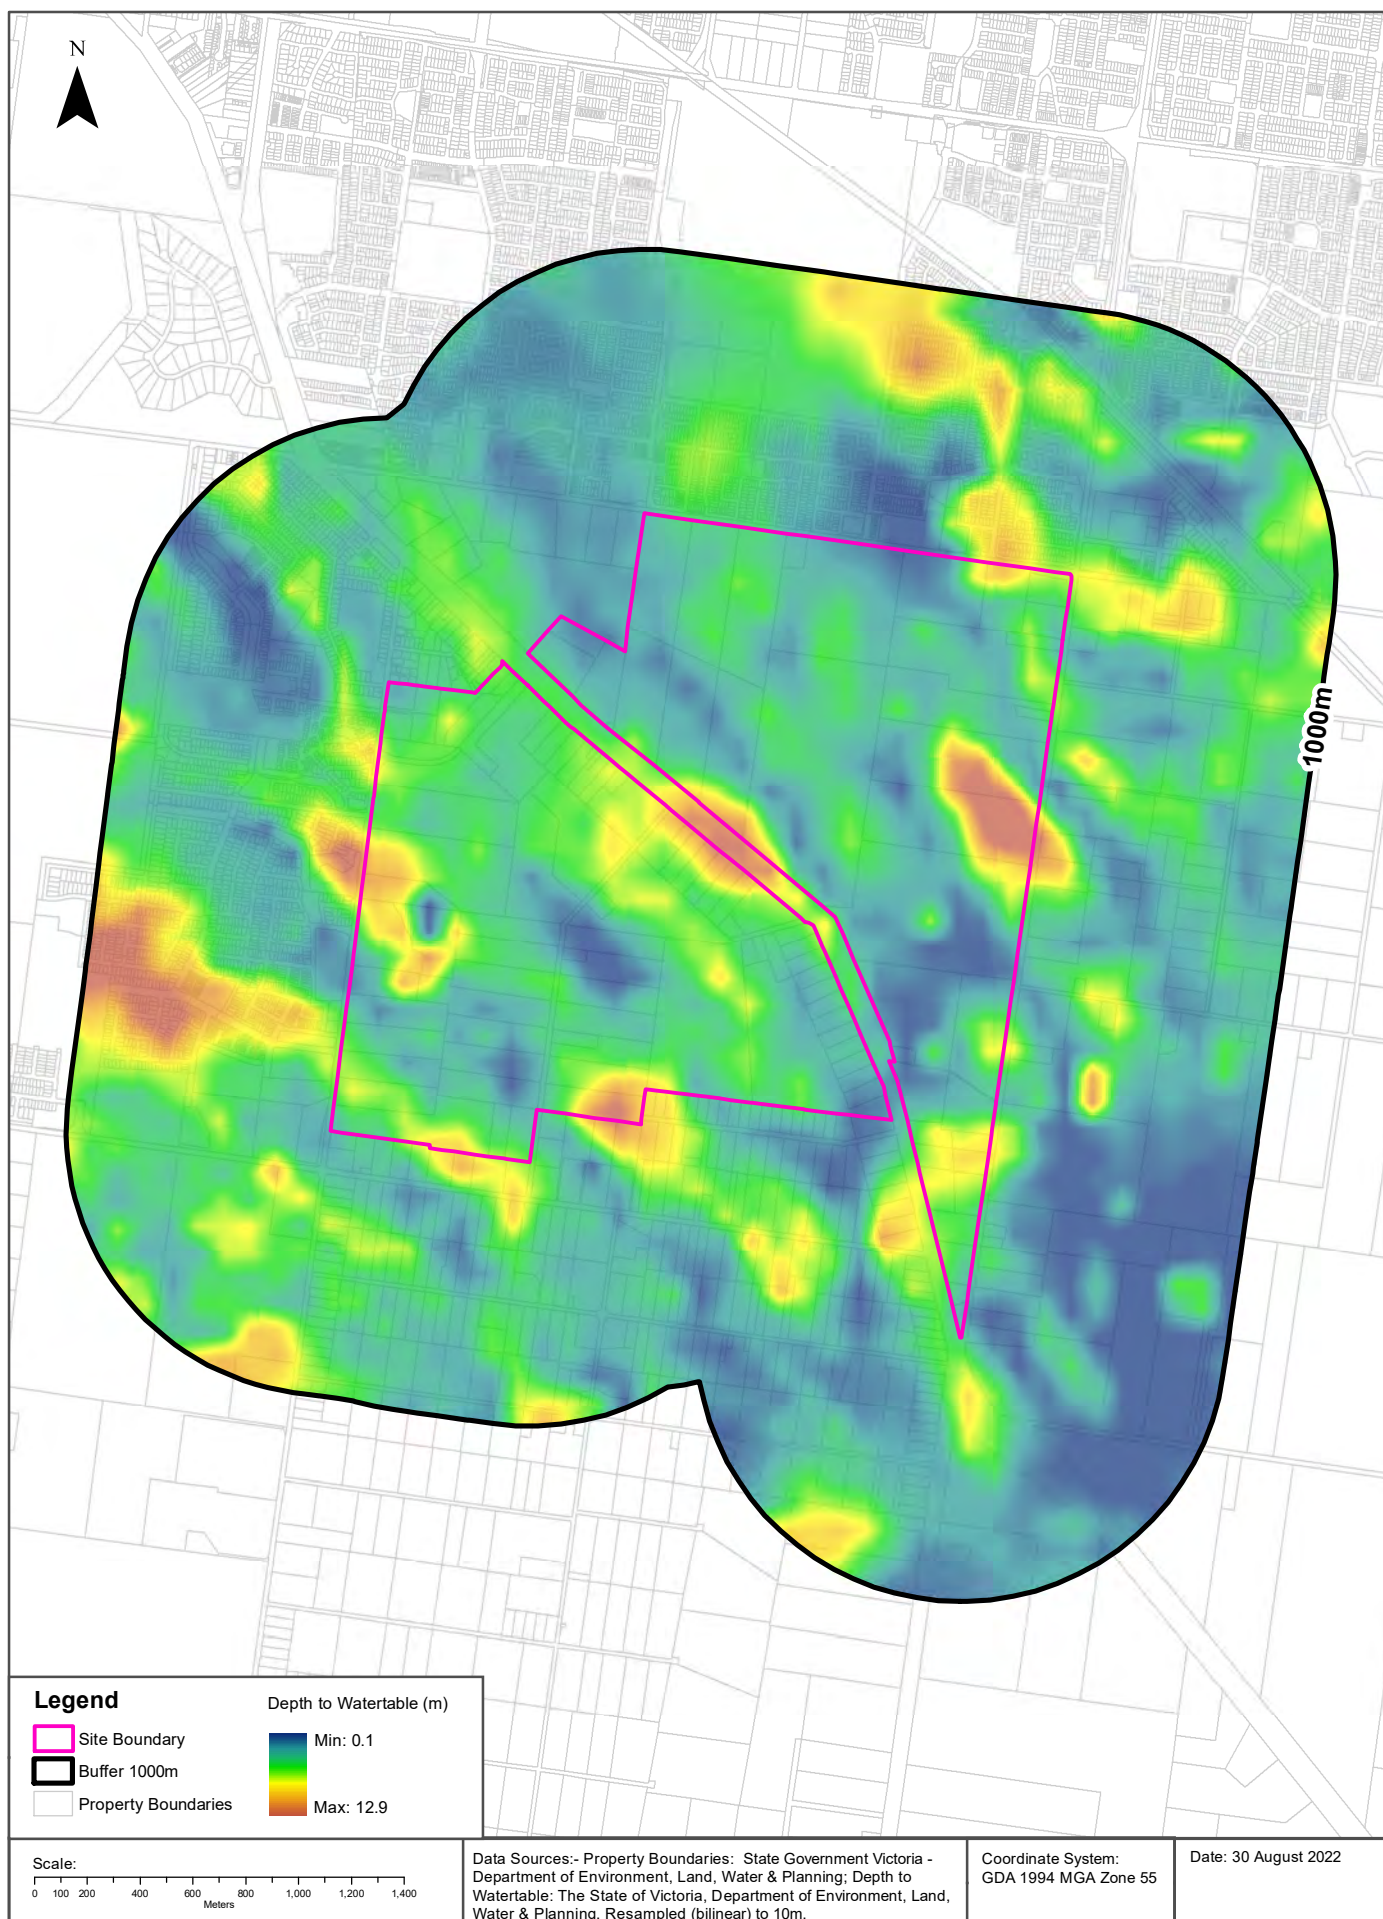 N
1000m
Legend
Depth to Watertable (m)
Site Boundary
Min: 0.1
Buffer 1000m
Property Boundaries
Max: 12.9
Scale:
0 100 200 400 600 800 1,000 1,200 1,400
Meters
Data Sources:- Property Boundaries: State Government Victoria -
Department of Environment, Land, Water & Planning; Depth to
Watertable: The State of Victoria, Department of Environment, Land,
Water & Planning. Resampled (bilinear) to 10m.
Coordinate System:
GDA 1994 MGA Zone 55
Date: 30 August 2022